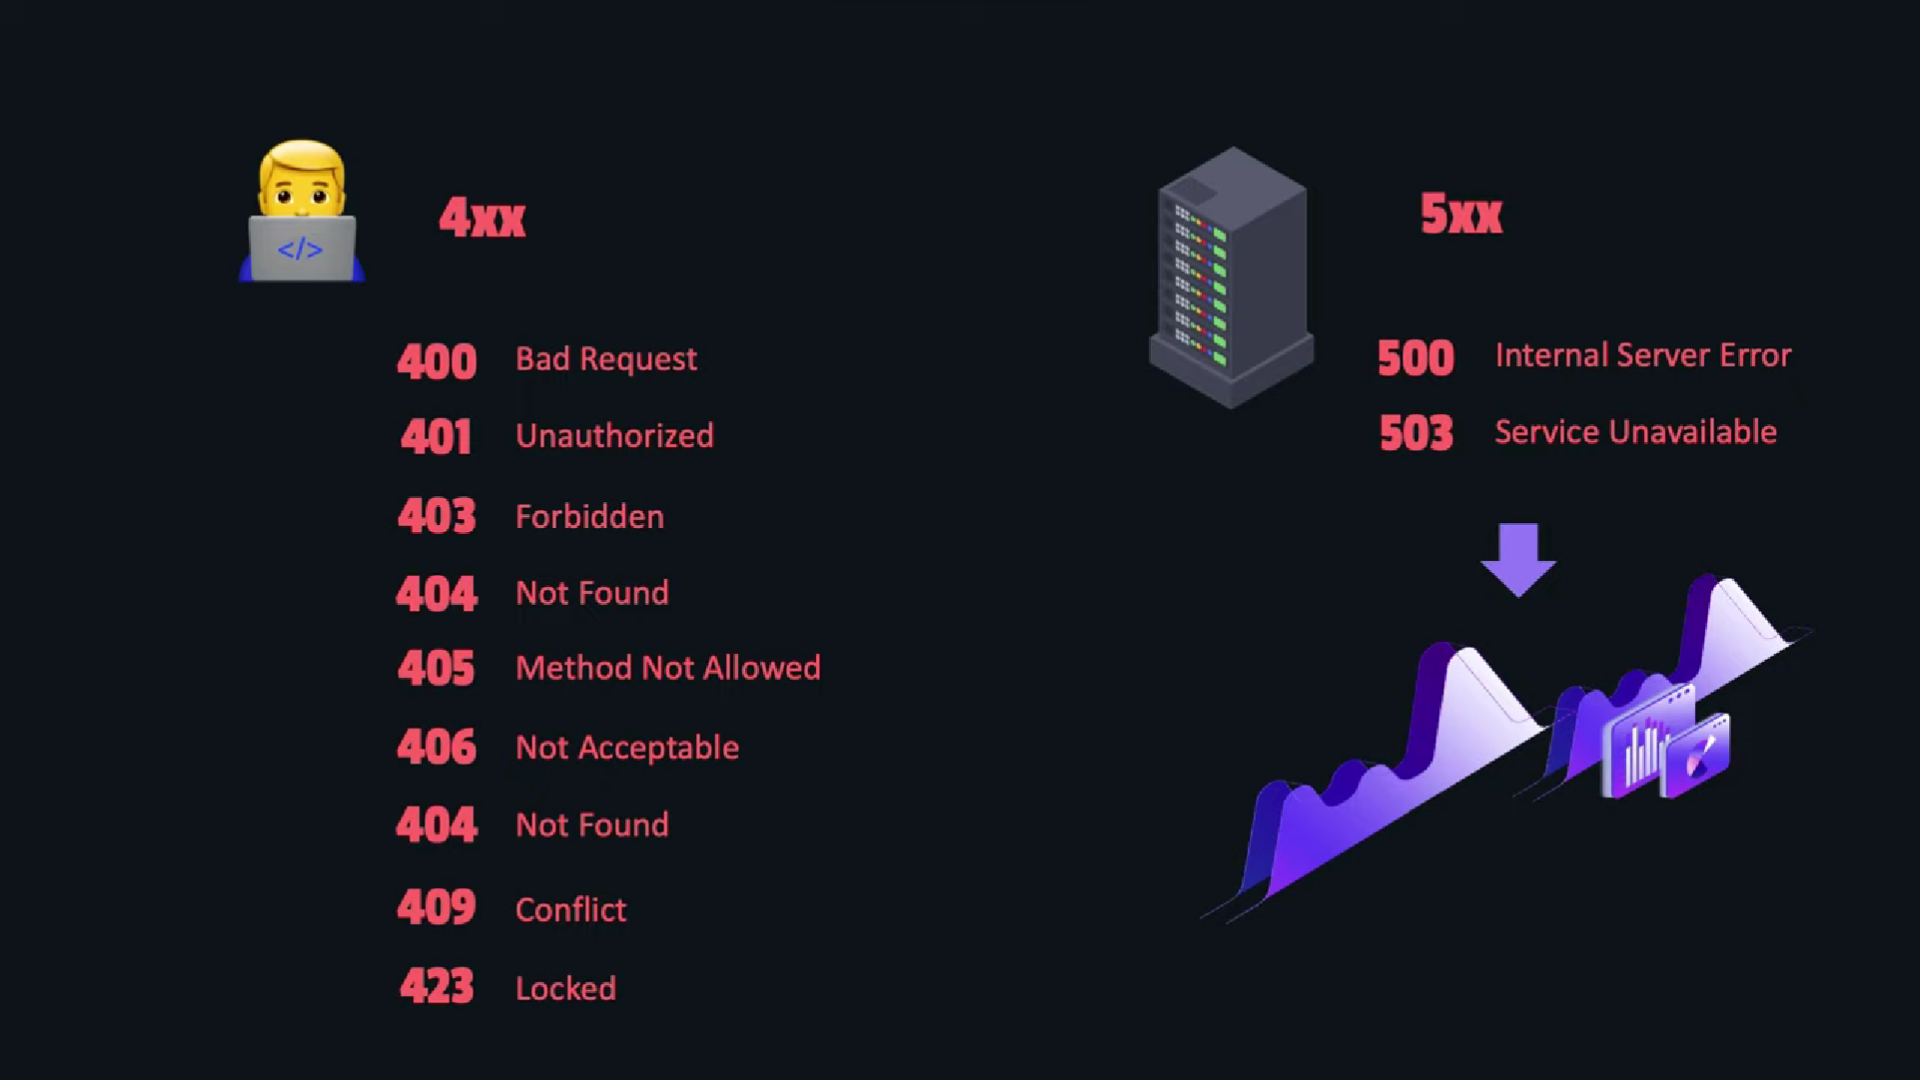 </>
4xx
400 Bad Request
401 Unauthorized
403 Forbidden
404 Not Found
405 Method Not Allowed
406 Not Acceptable
404 Not Found
409 Conflict
423 Locked
5xx
500 Internal Server Error
503 Service Unavailable